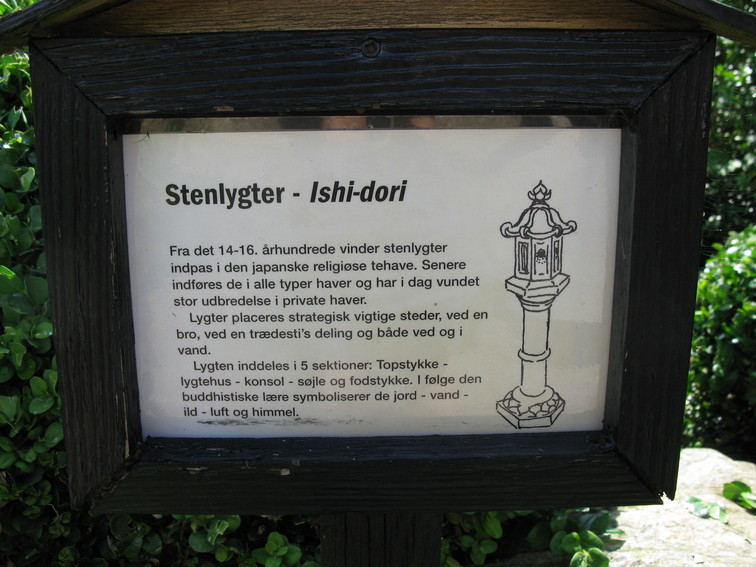 Stenlygter - Ishi-dori
Fra det 14-16. århundrede vinder stenlygter
indpas i den japanske religiøse tehave. Senere
indføres de i alle typer haver og har i dag vundet
stor udbredelse i private haver.
Lygter placeres strategisk vigtige steder, ved en
bro, ved en trædesti's deling og både ved og i
vand.
Lygten inddeles i 5 sektioner: Topstykke -
lygtehus - konsol - søjle og fodstykke. I følge den
buddhistiske lære symboliserer de jord - vand -
ild - luft og himmel.